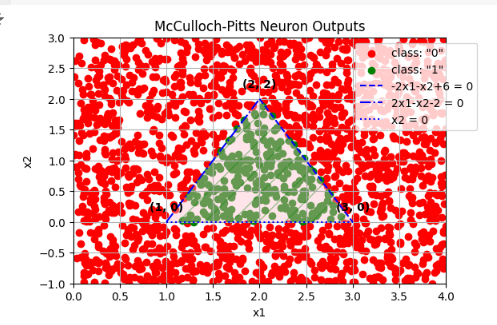 McCulloch-Pitts Neuron Outputs
class: "0"
class: "1"
-2x1-x2+6 = 0
2x1-x2-2 = 0
x2 = 0
3.0
2.5
2.0
1.5
1.0
0.5
0.0
−0.5
−1.0
x2
2)
(1, 0)
0)
0.0 0.5 1.0 1.5 2.0 2.5 3.0 3.5 4.0
x1